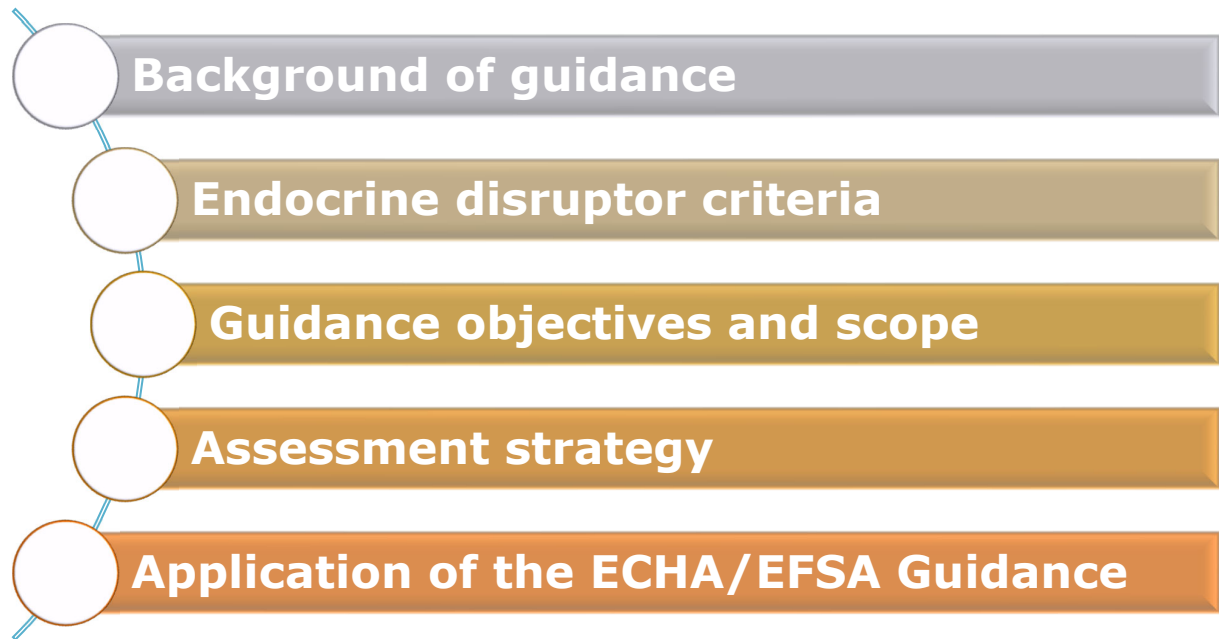 Background of guidance
Endocrine disruptor criteria
Guidance objectives and scope
Assessment strategy
Application of the ECHA/EFSA Guidance